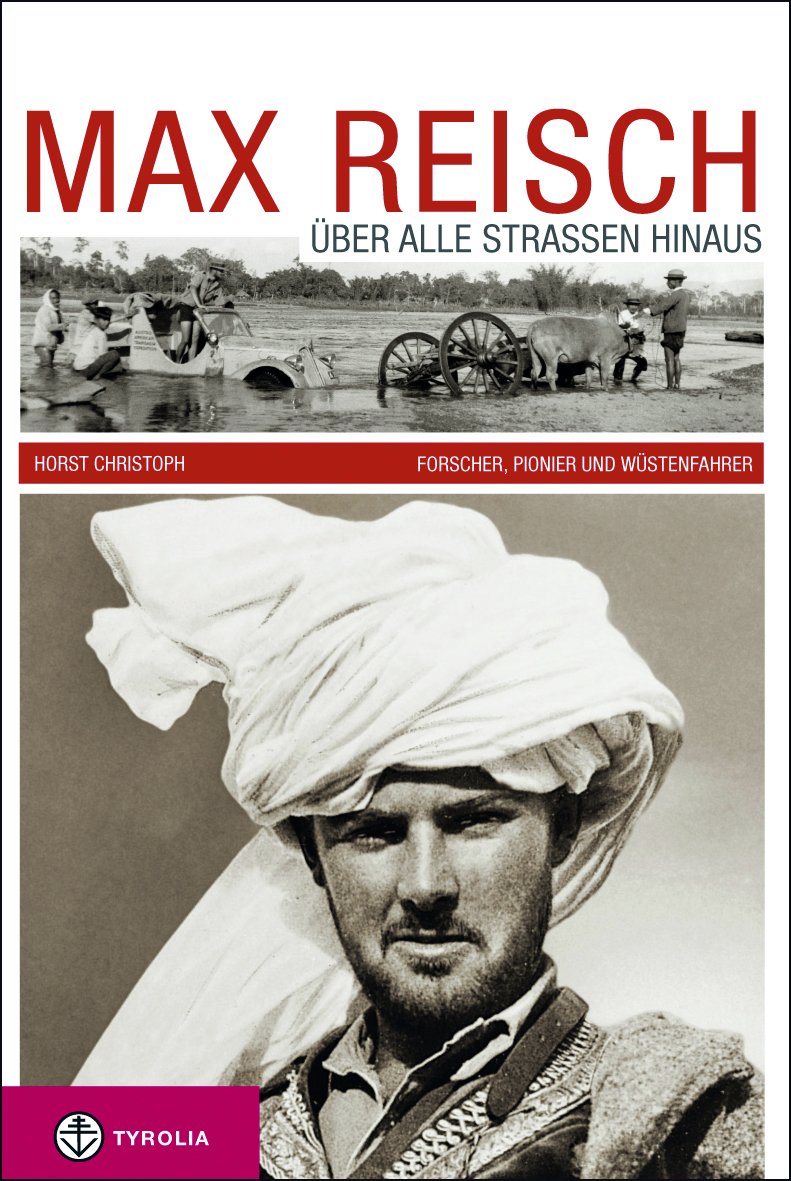 MAX REISCH
ÜBER ALLE STRASSEN HINAUS
HORST CHRISTOPH
FORSCHER, PIONIER UND WÜSTENFAHRER
TYROLIA